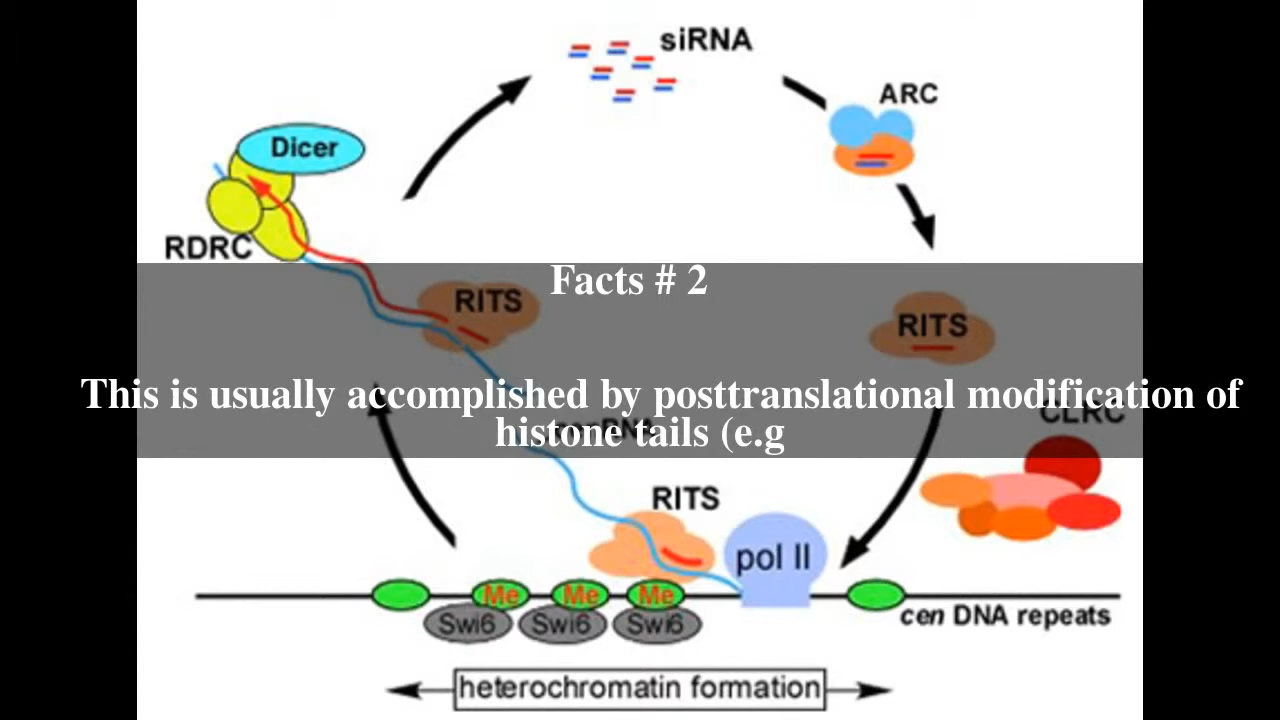 siRNA
ARC
Dicer
RDRC
Facts # 2
RITS
RITS
This is usually accomplished by posttranslational modification of
histone tails (e.g
CLRC
RITS
pol II
Me Me Me
Swi6 Swi6 Swi6
cen DNA repeats
heterochromatin formation